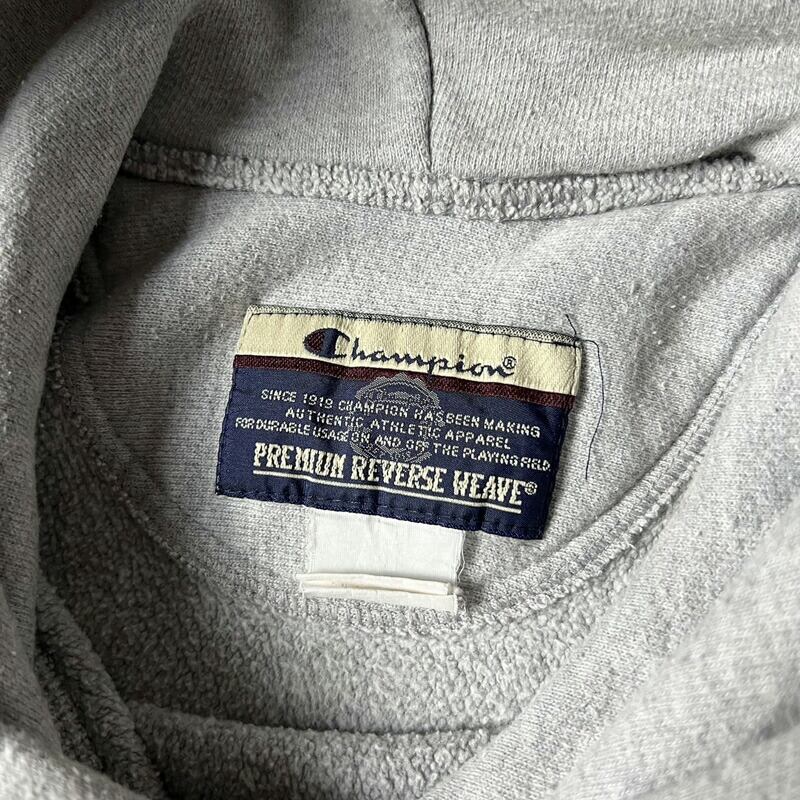 Champion®
SINCE 1919 CHAMPION HAS BEEN MAKING
AUTHENTIC ATHLETIC APPAREL
FOR DURABLE USAGE ON AND OFF THE PLAYING FIELD.
PREMIUM REVERSE WEAVE®